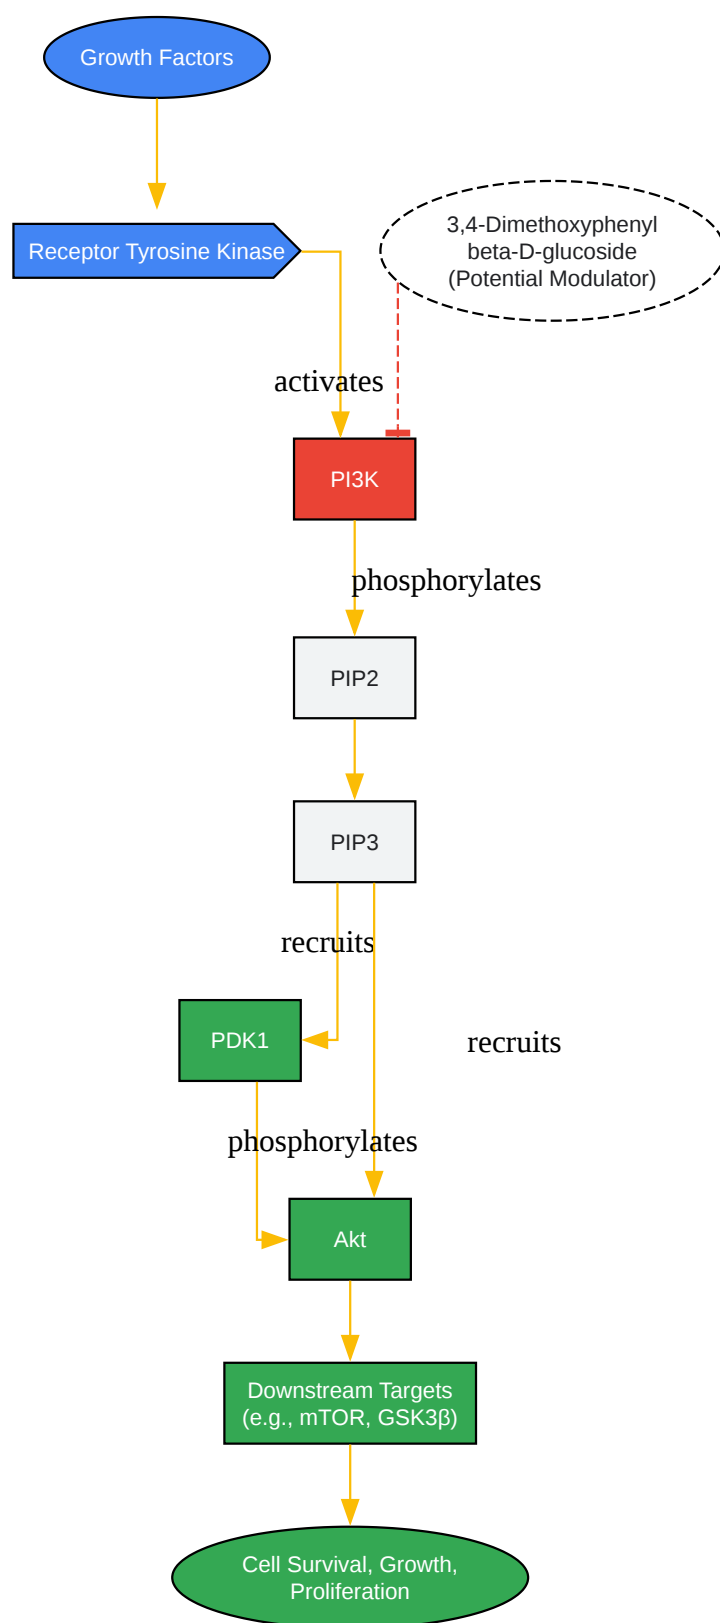 Growth Factors
Receptor Tyrosine Kinase
3,4-Dimethoxyphenyl
beta-D-glucoside
(Potential Modulator)
activates
PI3K
phosphorylates
PIP2
PIP3
recruits
PDK1
recruits
phosphorylates
Akt
Downstream Targets
(e.g., mTOR, GSK3β)
Cell Survival, Growth,
Proliferation